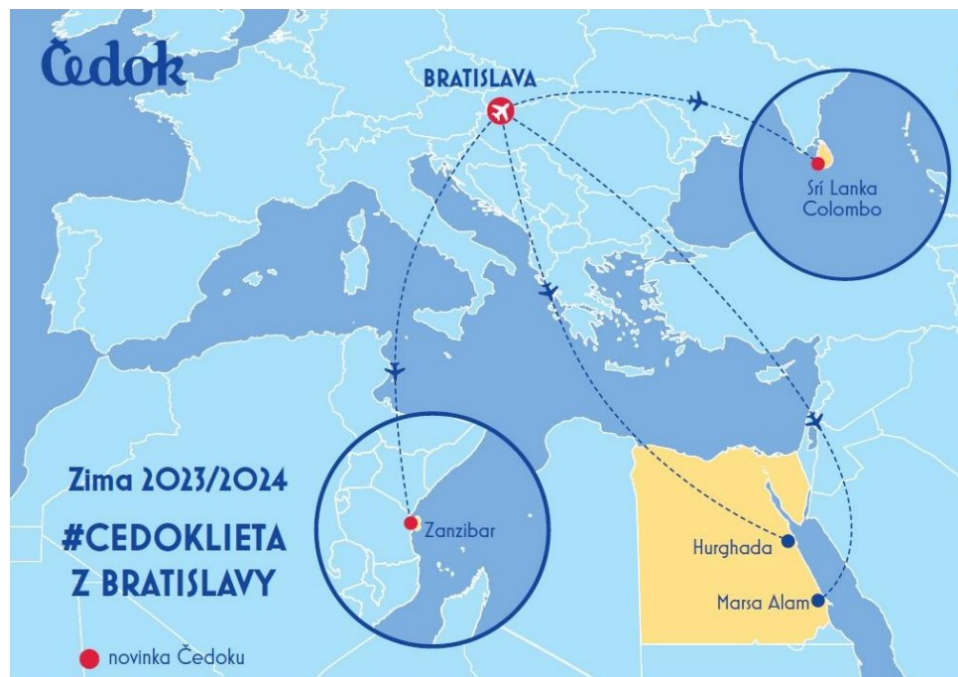 Čedok
BRATISLAVA
Srí Lanka
Colombo
Zima 2023/2024
#CEDOKLIETA
Z BRATISLAVY
Zanzibar
Hurghada
Marsa Alam
novinka Čedoku